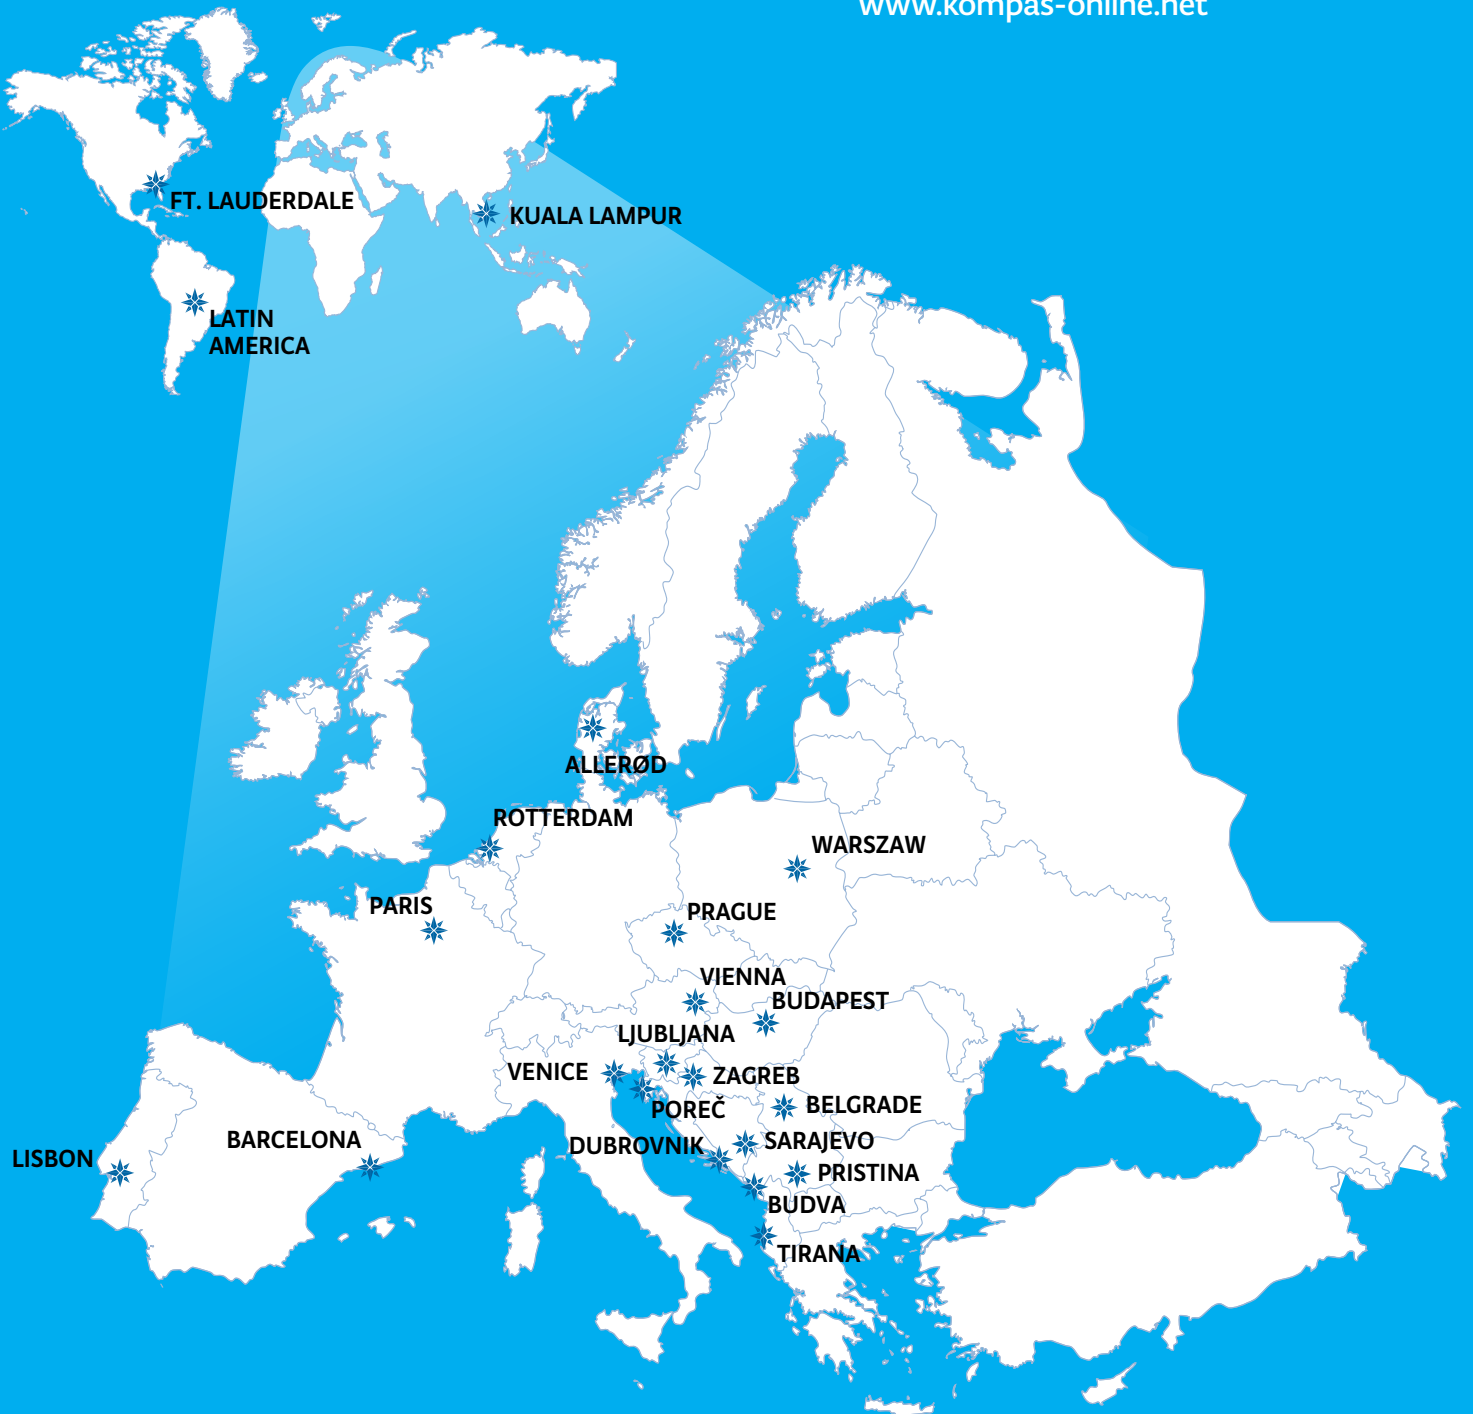 www.kompas-online.net
FT. LAUDERDALE
KUALA LAMPUR
LATIN
AMERICA
ALLERØD
ROTTERDAM
WARSZAW
PARIS
PRAGUE
VIENNA
BUDAPEST
LJUBLJANA
VENICE
ZAGREB
POREČ
BELGRADE
BARCELONA
DUBROVNIK
SARAJEVO
LISBON
PRISTINA
BUDVA
TIRANA